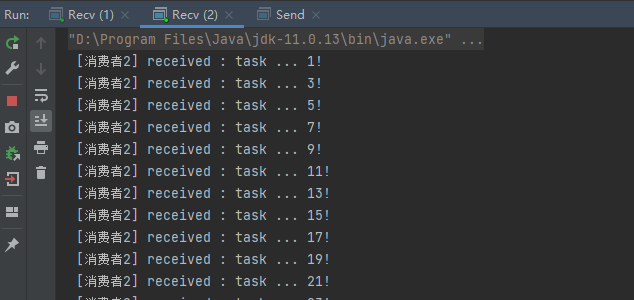 Run: Recv (1) × Recv (2) × Send ×
"D:\Program Files\Java\jdk-11.0.13\bin\java.exe" ...
[消费者2] received : task ... 1!
[消费者2] received : task ... 3!
[消费者2] received : task ... 5!
[消费者2] received : task ... 7!
[消费者2] received : task ... 9!
[消费者2] received : task ... 11!
[消费者2] received : task ... 13!
[消费者2] received : task ... 15!
[消费者2] received : task ... 17!
[消费者2] received : task ... 19!
[消费者2] received : task ... 21!